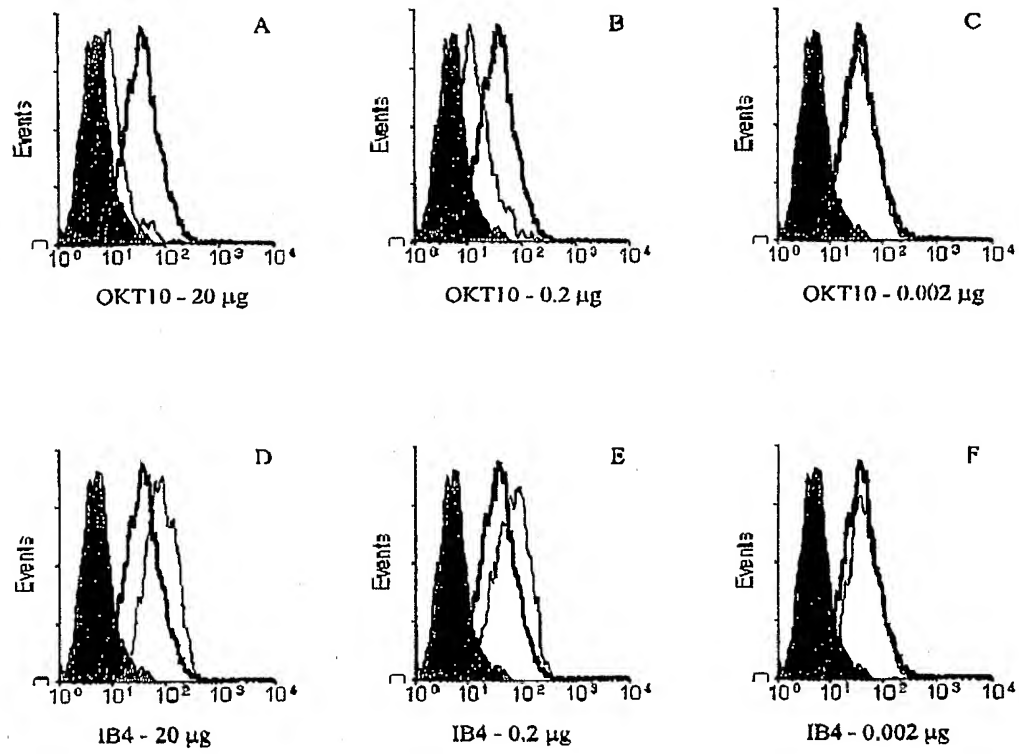 A
B
C
Events
Events
Events
10⁰ 10¹ 10² 10³ 10⁴
10⁰ 10¹ 10² 10³ 10⁴
10⁰ 10¹ 10² 10³ 10⁴
OKT10 - 20 µg
OKT10 - 0.2 µg
OKT10 - 0.002 µg
D
E
F
Events
Events
Events
10⁰ 10¹ 10² 10³ 10⁴
10⁰ 10¹ 10² 10³ 10⁴
10⁰ 10¹ 10² 10³ 10⁴
IB4 - 20 µg
IB4 - 0.2 µg
IB4 - 0.002 µg